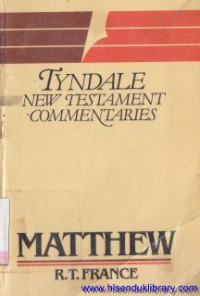 TYNDALE
NEW TESTAMENT
COMMENTARIES
MATTHEW
R.T. FRANCE
www.hisenduklibrary.com